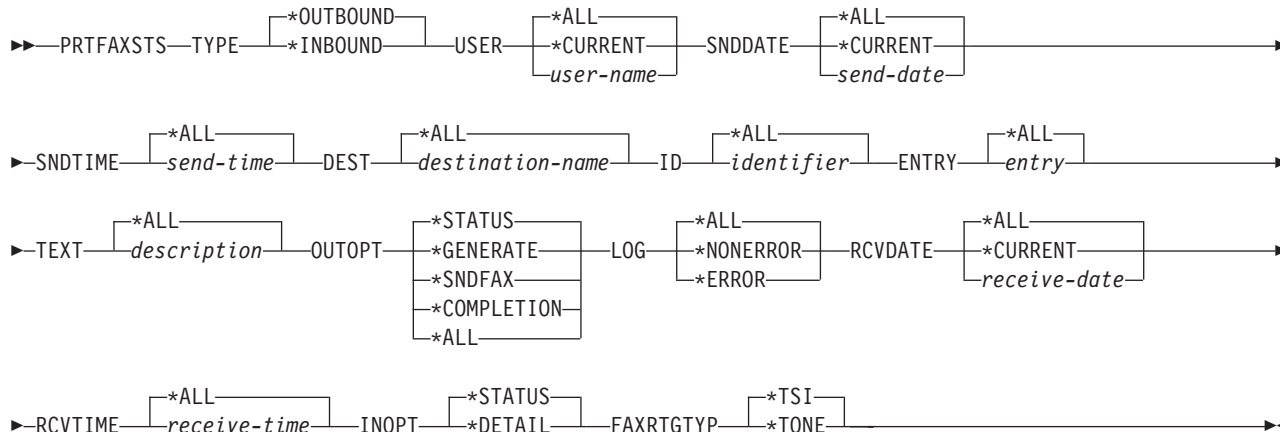 *OUTBOUND *ALL *ALL
PRTFAXSTS TYPE *INBOUND USER *CURRENT SNDDATE *CURRENT
user-name send-date
*ALL *ALL *ALL *ALL
SNDTIME send-time DEST destination-name ID identifier ENTRY entry
*ALL *STATUS *ALL *ALL
TEXT description OUTOPT *GENERATE LOG *NONERROR RCVDATE *CURRENT
*SNDFAX *ERROR receive-date
*COMPLETION
*ALL
*ALL *STATUS *TSI
RCVTIME receive-time INOPT *DETAIL FAXRTGTYP *TONE